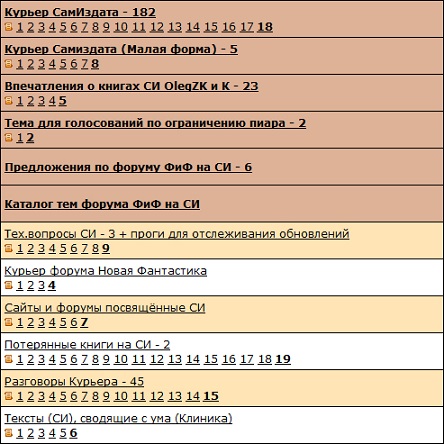 Курьер СамИздата - 182
1 2 3 4 5 6 7 8 9 10 11 12 13 14 15 16 17 18
Курьер Самиздата (Малая форма) - 5
1 2 3 4 5 6 7 8
Впечатления о книгах СИ OlegZK и К - 23
1 2 3 4 5
Тема для голосований по ограничению пиара - 2
1 2
Предложения по форуму ФиФ на СИ - 6
Каталог тем форума ФиФ на СИ
Тех.вопросы СИ - 3 + проги для отслеживания обновлений
1 2 3 4 5 6 7 8 9
Курьер форума Новая Фантастика
1 2 3 4
Сайты и форумы посвящённые СИ
1 2 3 4 5 6 7
Потерянные книги на СИ - 2
1 2 3 4 5 6 7 8 9 10 11 12 13 14 15 16 17 18 19
Разговоры Курьера - 45
1 2 3 4 5 6 7 8 9 10 11 12 13 14 15
Тексты (СИ), сводящие с ума (Клиника)
1 2 3 4 5 6